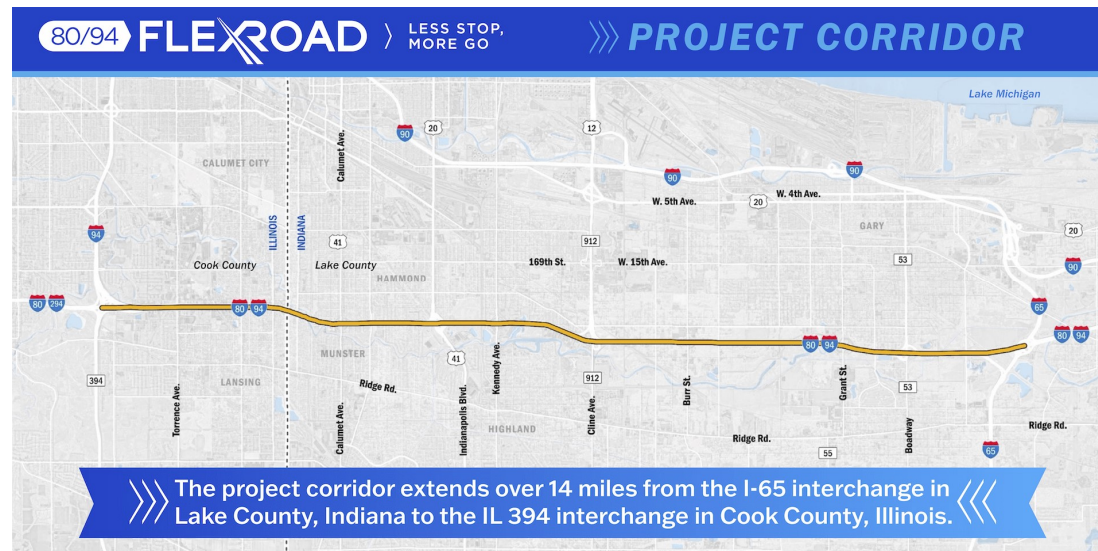 80/94 FLEXROAD
LESS STOP,
MORE GO
PROJECT CORRIDOR
Lake Michigan
90
20
12
Calumet Ave.
CALUMET CITY
90
90
W. 4th Ave.
W. 5th Ave.
20
ILLINOIS
INDIANA
94
41
912
GARY
20
Cook County
Lake County
169th St.
W. 15th Ave.
53
90
HAMMOND
80
294
80
94
65
80
94
80
94
MUNSTER
41
Kennedy Ave.
394
LANSING
Ridge Rd.
912
Burr St.
Grant St.
53
Torrence Ave.
Calumet Ave.
Indianapolis Blvd.
HIGHLAND
Cline Ave.
Ridge Rd.
Boadway
Ridge Rd.
55
65
The project corridor extends over 14 miles from the I-65 interchange in
Lake County, Indiana to the IL 394 interchange in Cook County, Illinois.